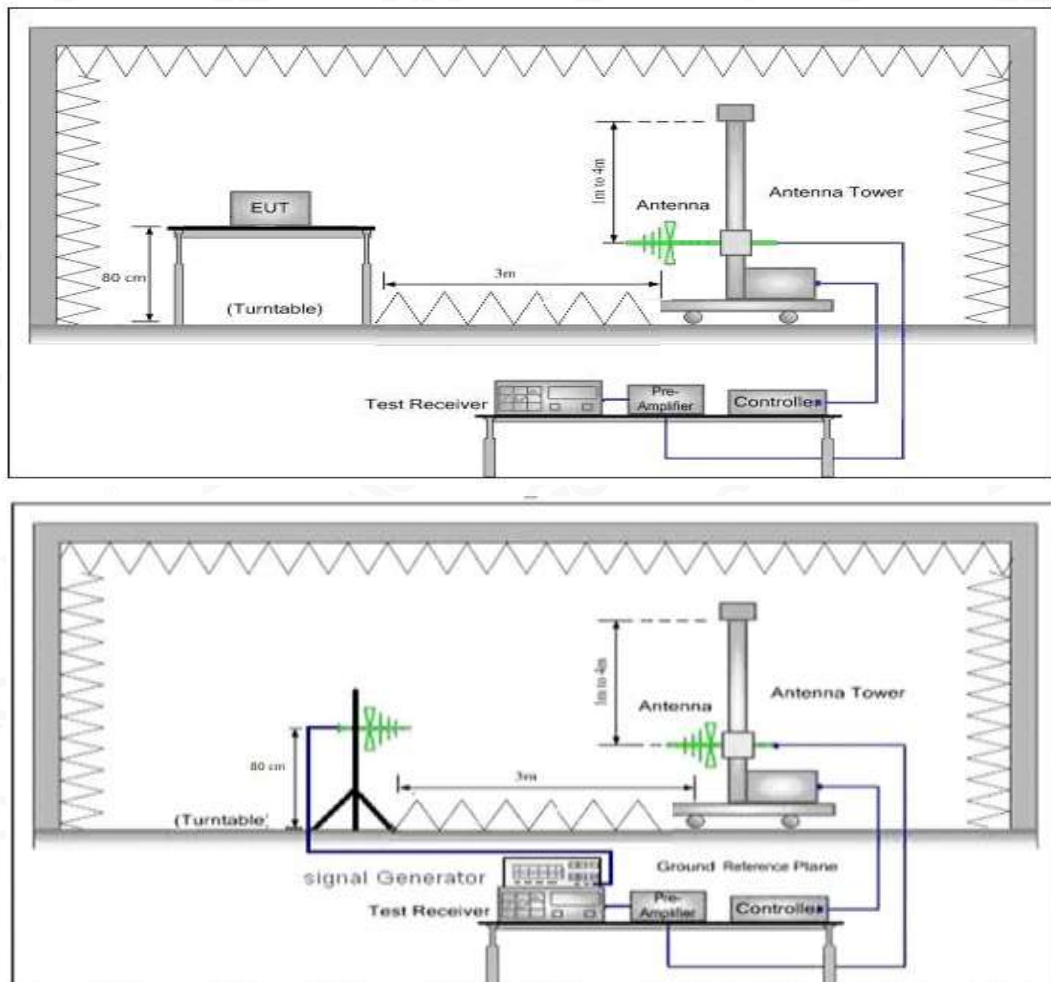 1m to 4m
Antenna Tower
EUT
Antenna
80 cm
3m
(Turntable)
Test Receiver
Pre-
Amplifier
Controller
1m to 4m
Antenna Tower
Antenna
80 cm
3m
(Turntable)
Ground Reference Plane
signal Generator
Test Receiver
Pre-
Amplifier
Controller